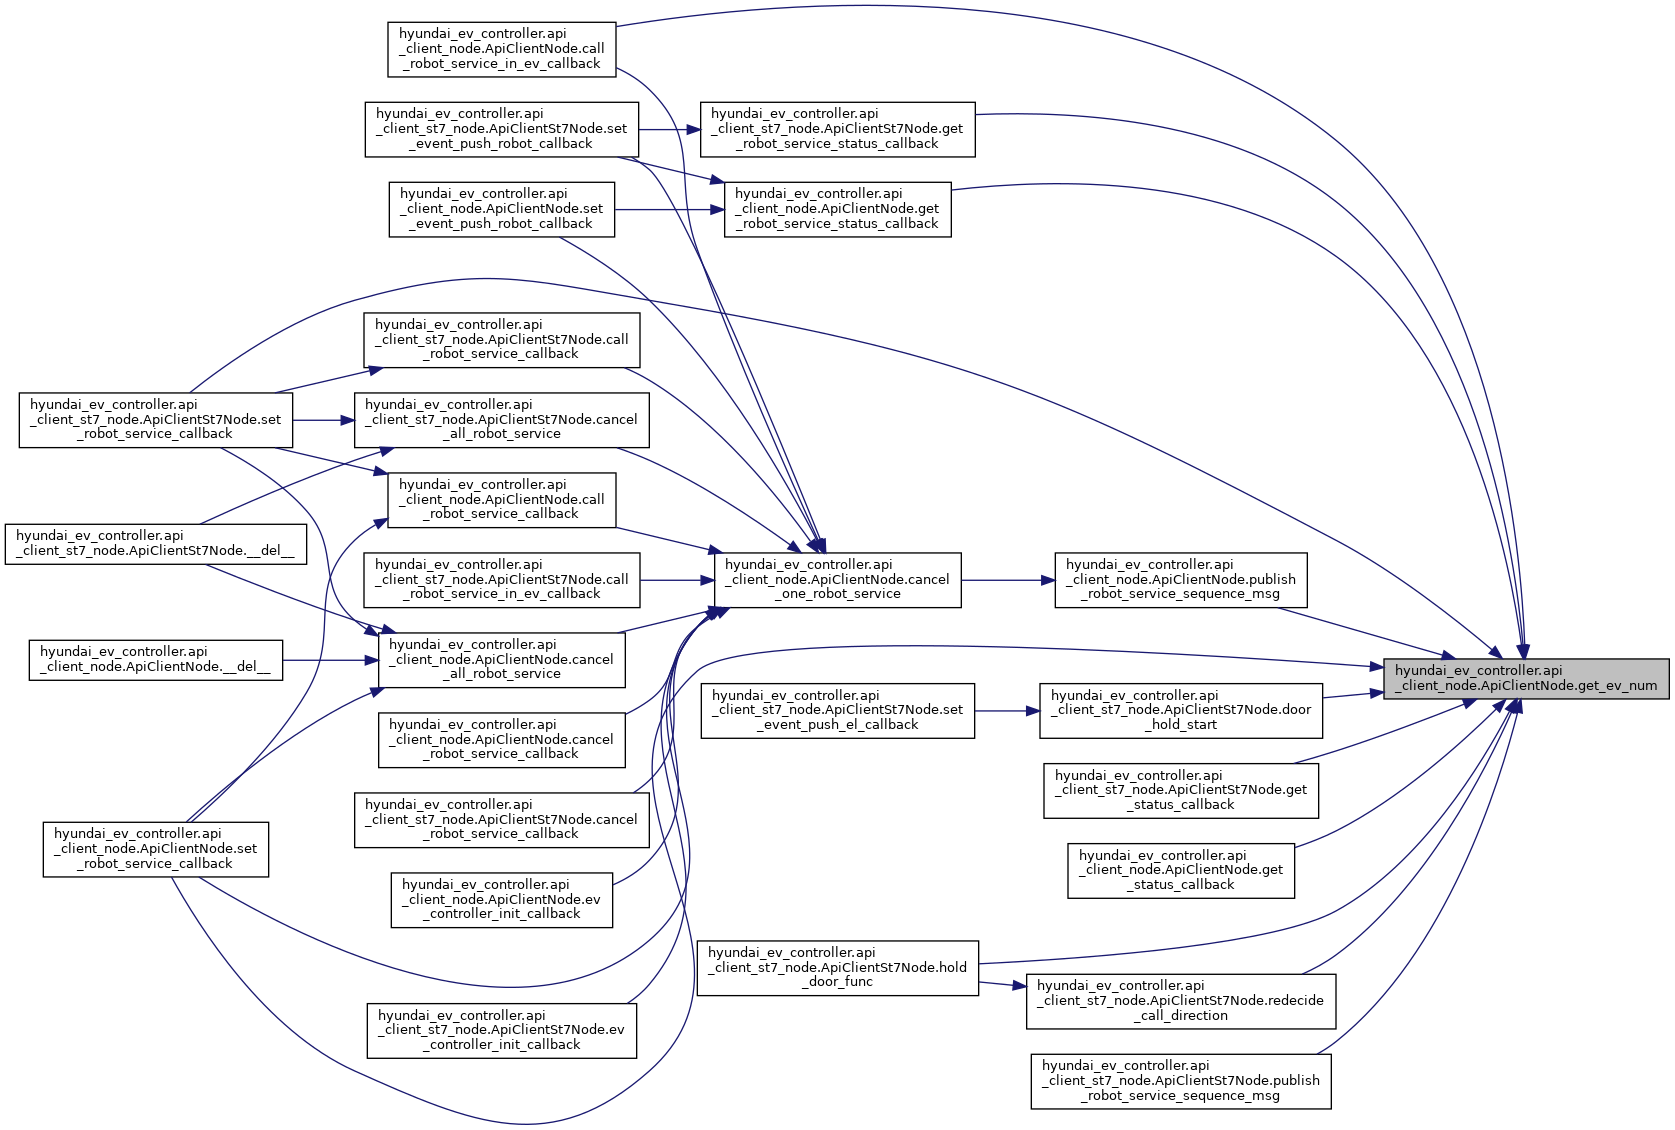 hyundai_ev_controller.api
_client_node.ApiClientNode.call
_robot_service_in_ev_callback
hyundai_ev_controller.api
_client_st7_node.ApiClientSt7Node.set
_event_push_robot_callback
hyundai_ev_controller.api
_client_st7_node.ApiClientSt7Node.get
_robot_service_status_callback
hyundai_ev_controller.api
_client_node.ApiClientNode.set
_event_push_robot_callback
hyundai_ev_controller.api
_client_node.ApiClientNode.get
_robot_service_status_callback
hyundai_ev_controller.api
_client_st7_node.ApiClientSt7Node.call
_robot_service_callback
hyundai_ev_controller.api
_client_st7_node.ApiClientSt7Node.set
_robot_service_callback
hyundai_ev_controller.api
_client_st7_node.ApiClientSt7Node.cancel
_all_robot_service
hyundai_ev_controller.api
_client_node.ApiClientNode.call
_robot_service_callback
hyundai_ev_controller.api
_client_st7_node.ApiClientSt7Node.__del__
hyundai_ev_controller.api
_client_st7_node.ApiClientSt7Node.call
_robot_service_in_ev_callback
hyundai_ev_controller.api
_client_node.ApiClientNode.cancel
_one_robot_service
hyundai_ev_controller.api
_client_node.ApiClientNode.publish
_robot_service_sequence_msg
hyundai_ev_controller.api
_client_node.ApiClientNode.__del__
hyundai_ev_controller.api
_client_node.ApiClientNode.cancel
_all_robot_service
hyundai_ev_controller.api
_client_node.ApiClientNode.get_ev_num
hyundai_ev_controller.api
_client_st7_node.ApiClientSt7Node.set
_event_push_el_callback
hyundai_ev_controller.api
_client_st7_node.ApiClientSt7Node.door
_hold_start
hyundai_ev_controller.api
_client_node.ApiClientNode.cancel
_robot_service_callback
hyundai_ev_controller.api
_client_st7_node.ApiClientSt7Node.get
_status_callback
hyundai_ev_controller.api
_client_st7_node.ApiClientSt7Node.cancel
_robot_service_callback
hyundai_ev_controller.api
_client_node.ApiClientNode.set
_robot_service_callback
hyundai_ev_controller.api
_client_node.ApiClientNode.get
_status_callback
hyundai_ev_controller.api
_client_node.ApiClientNode.ev
_controller_init_callback
hyundai_ev_controller.api
_client_st7_node.ApiClientSt7Node.hold
_door_func
hyundai_ev_controller.api
_client_st7_node.ApiClientSt7Node.redecide
_call_direction
hyundai_ev_controller.api
_client_st7_node.ApiClientSt7Node.ev
_controller_init_callback
hyundai_ev_controller.api
_client_st7_node.ApiClientSt7Node.publish
_robot_service_sequence_msg